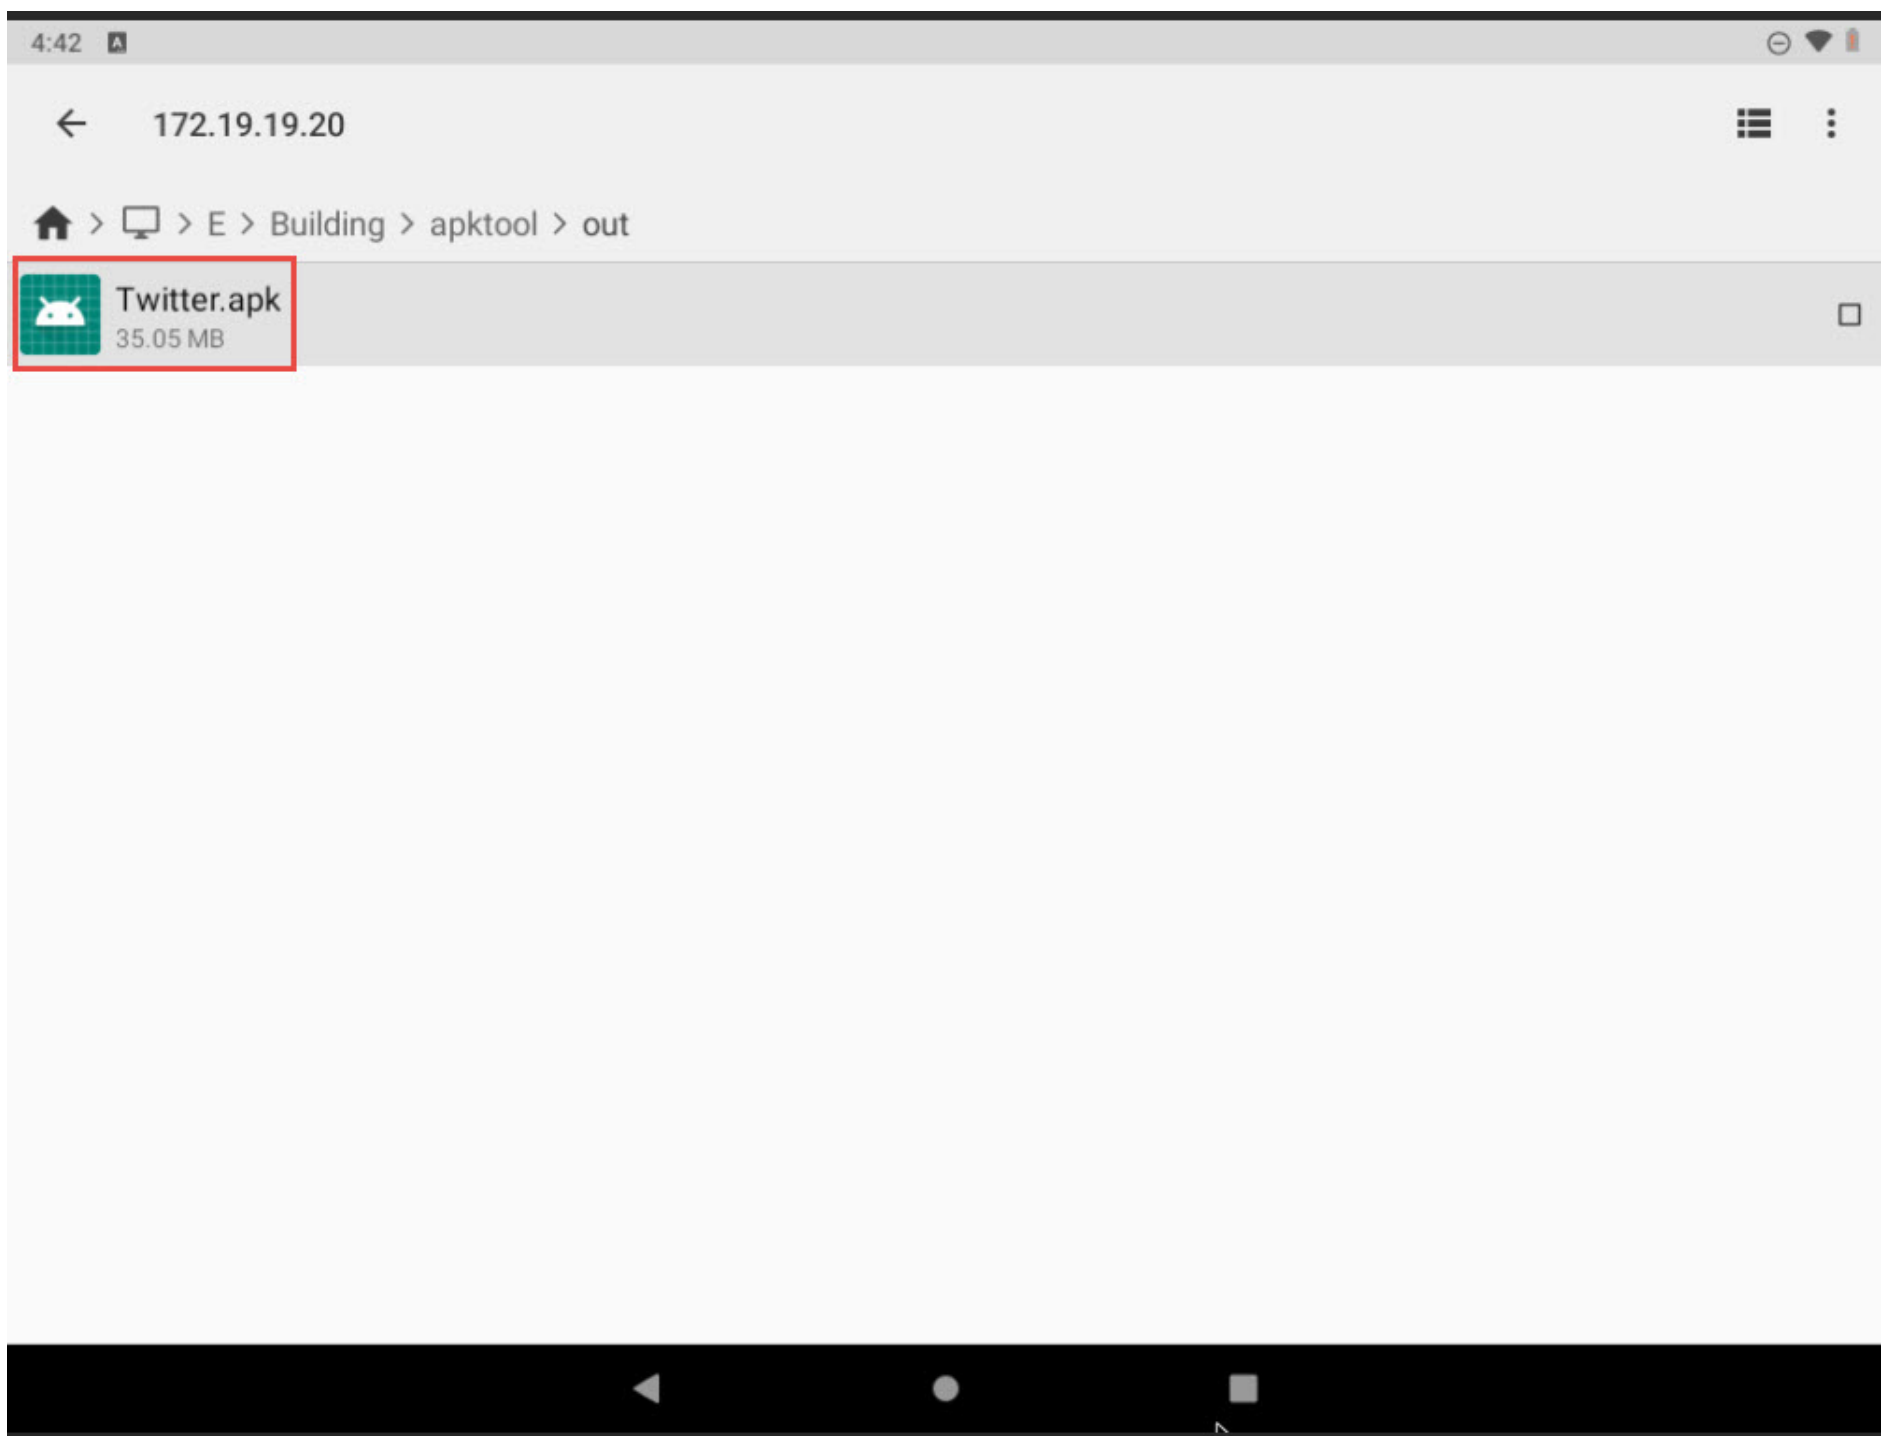 4:42 A
172.19.19.20
> > E > Building > apktool > out
Twitter.apk
35.05 MB